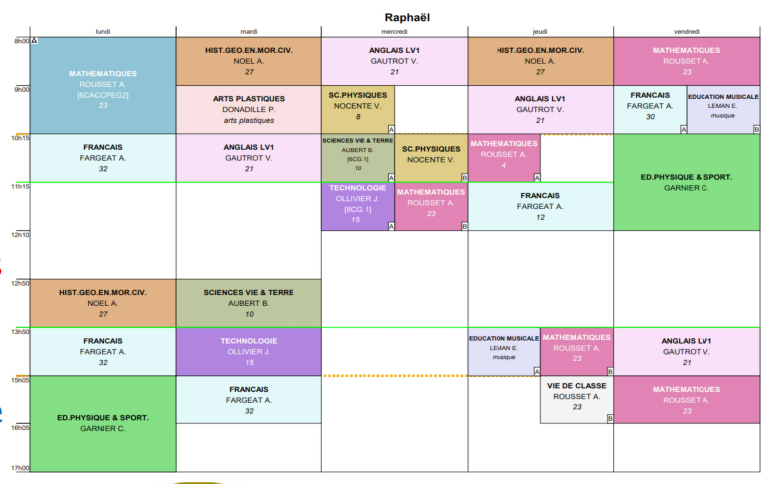 Raphaël
lundi mardi mercredi jeudi vendredi
8h00
A
MATHEMATIQUES
ROUSSET A.
[6CACCPEG2]
23
HIST.GEO.EN.MOR.CIV.
NOEL A.
27
ANGLAIS LV1
GAUTROT V.
21
HIST.GEO.EN.MOR.CIV.
NOEL A.
27
MATHEMATIQUES
ROUSSET A.
23
9h00
ARTS PLASTIQUES
DONADILLE P.
arts plastiques
SC.PHYSIQUES
NOCENTE V.
8
A
ANGLAIS LV1
GAUTROT V.
21
FRANCAIS
FARGEAT A.
30
A
EDUCATION MUSICALE
LEMAN E.
musique
B
10h15
FRANCAIS
FARGEAT A.
32
ANGLAIS LV1
GAUTROT V.
21
SCIENCES VIE & TERRE
AUBERT B.
[6CG.1]
10
A
SC.PHYSIQUES
NOCENTE V.
B
MATHEMATIQUES
ROUSSET A.
4
A
ED.PHYSIQUE & SPORT.
GARNIER C.
11h15
TECHNOLOGIE
OLLIVIER J.
[6CG.1]
15
A
MATHEMATIQUES
ROUSSET A.
23
B
FRANCAIS
FARGEAT A.
12
12h10
12h50
HIST.GEO.EN.MOR.CIV.
NOEL A.
27
SCIENCES VIE & TERRE
AUBERT B.
10
13h50
FRANCAIS
FARGEAT A.
32
TECHNOLOGIE
OLLIVIER J.
15
EDUCATION MUSICALE
LEMAN E.
musique
A
MATHEMATIQUES
ROUSSET A.
23
B
ANGLAIS LV1
GAUTROT V.
21
15h05
ED.PHYSIQUE & SPORT.
GARNIER C.
FRANCAIS
FARGEAT A.
32
VIE DE CLASSE
ROUSSET A.
23
B
MATHEMATIQUES
ROUSSET A.
23
16h05
17h00